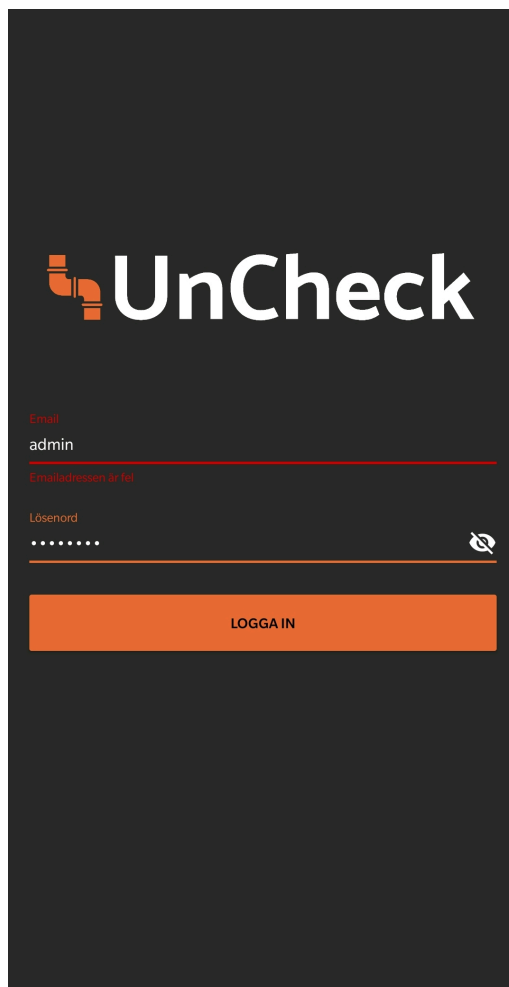 UnCheck
Email
admin
Emailadressen är fel
Lösenord
••••••••
LOGGA IN